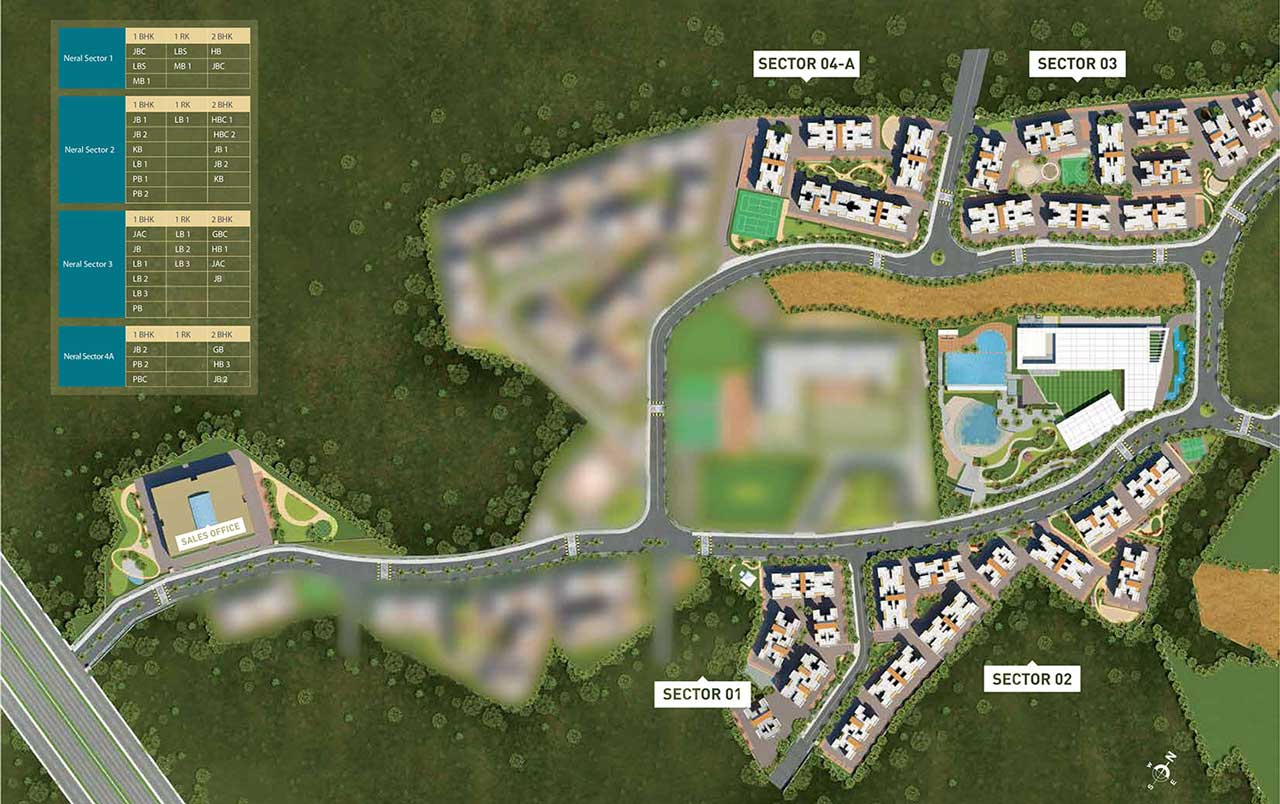 1 BHK 1 RK 2 BHK
Neral Sector 1
JBC LBS HB
LBS MB 1 JBC
MB 1
1 BHK 1 RK 2 BHK
Neral Sector 2
JB 1 LB 1 HBC 1
JB 2 HBC 2
KB JB 1
LB 1 JB 2
PB 1 KB
PB 2
1 BHK 1 RK 2 BHK
Neral Sector 3
JAC LB 1 GBC
JB LB 2 HB 1
LB 1 LB 3 JAC
LB 2 JB
LB 3
PB
1 BHK 1 RK 2 BHK
Neral Sector 4A
JB 2 GB
PB 2 HB 3
PBC JB 2
SECTOR 04-A
SECTOR 03
SALES OFFICE
SECTOR 01
SECTOR 02
W N
S E